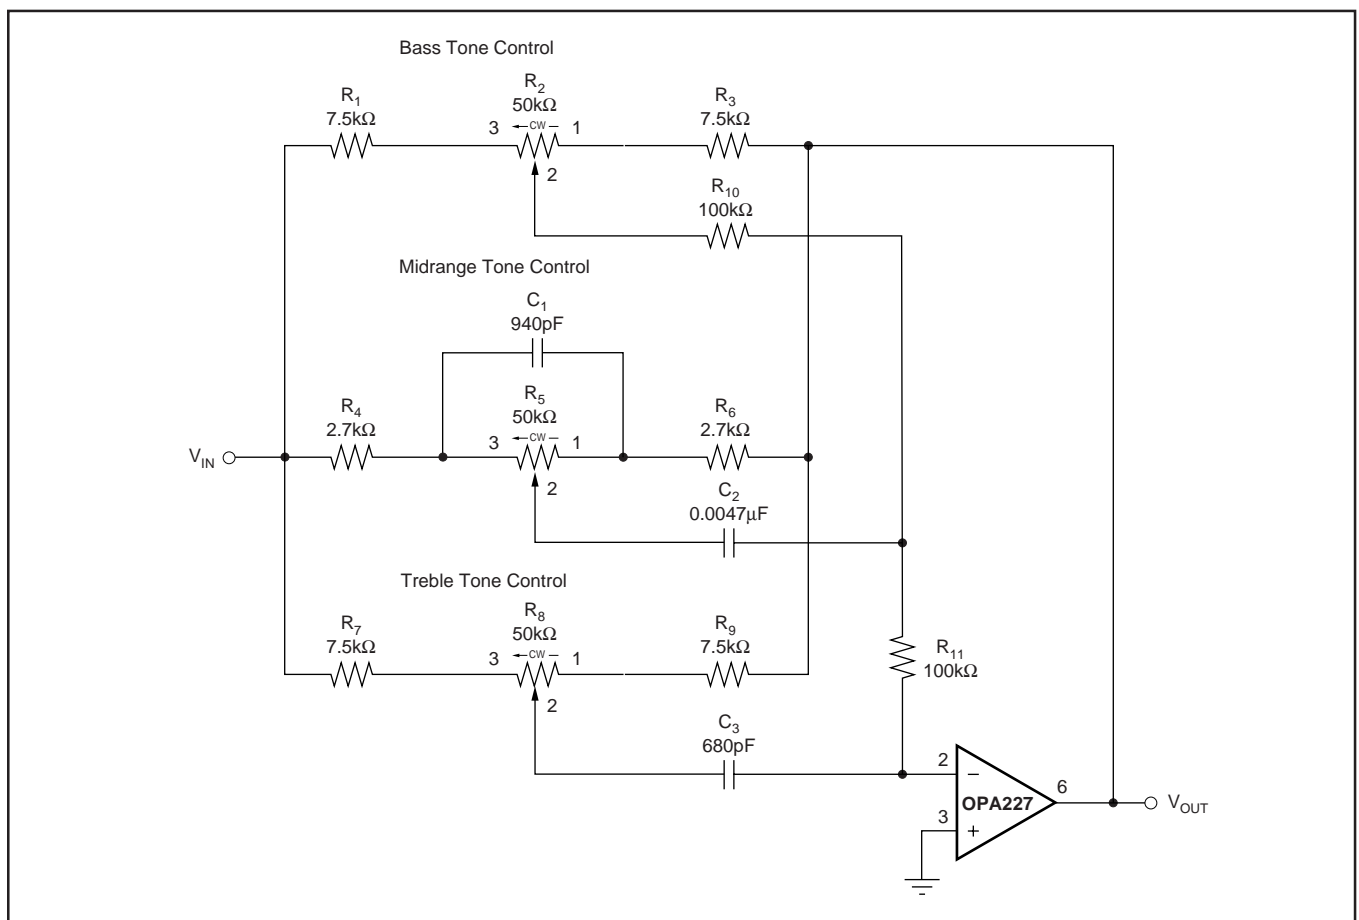 Bass Tone Control
R1
7.5kΩ
R2
50kΩ
3
CW
1
2
R3
7.5kΩ
R10
100kΩ
Midrange Tone Control
C1
940pF
R4
2.7kΩ
R5
50kΩ
3
CW
1
2
R6
2.7kΩ
VIN
C2
0.0047µF
Treble Tone Control
R7
7.5kΩ
R8
50kΩ
3
CW
1
2
R9
7.5kΩ
R11
100kΩ
C3
680pF
2
–
OPA227
3
+
6
VOUT